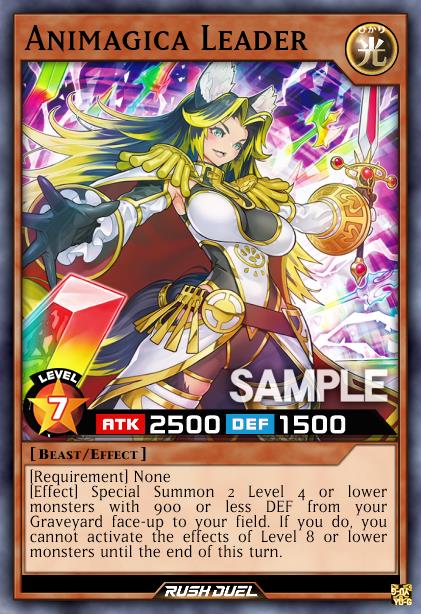 ANIMAGICA LEADER
ひかり
光
SAMPLE
LEVEL
7
ATK 2500 DEF 1500
[ BEAST/EFFECT ]
[Requirement] None
[Effect] Special Summon 2 Level 4 or lower
monsters with 900 or less DEF from your
Graveyard face-up to your field. If you do, you
cannot activate the effects of Level 8 or lower
monsters until the end of this turn.
RUSH DUEL